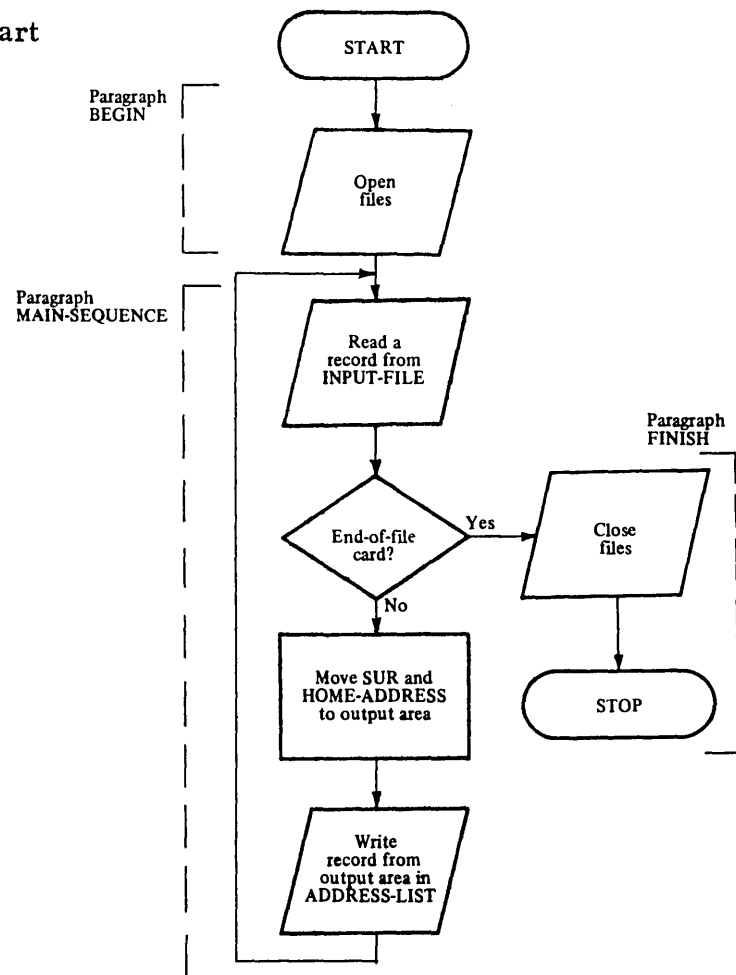 art
START
Paragraph
BEGIN
Open
files
Paragraph
MAIN-SEQUENCE
Read a
record from
INPUT-FILE
Paragraph
FINISH
End-of-file
card?
Yes
Close
files
No
Move SUR and
HOME-ADDRESS
to output area
STOP
Write
record from
output area in
ADDRESS-LIST